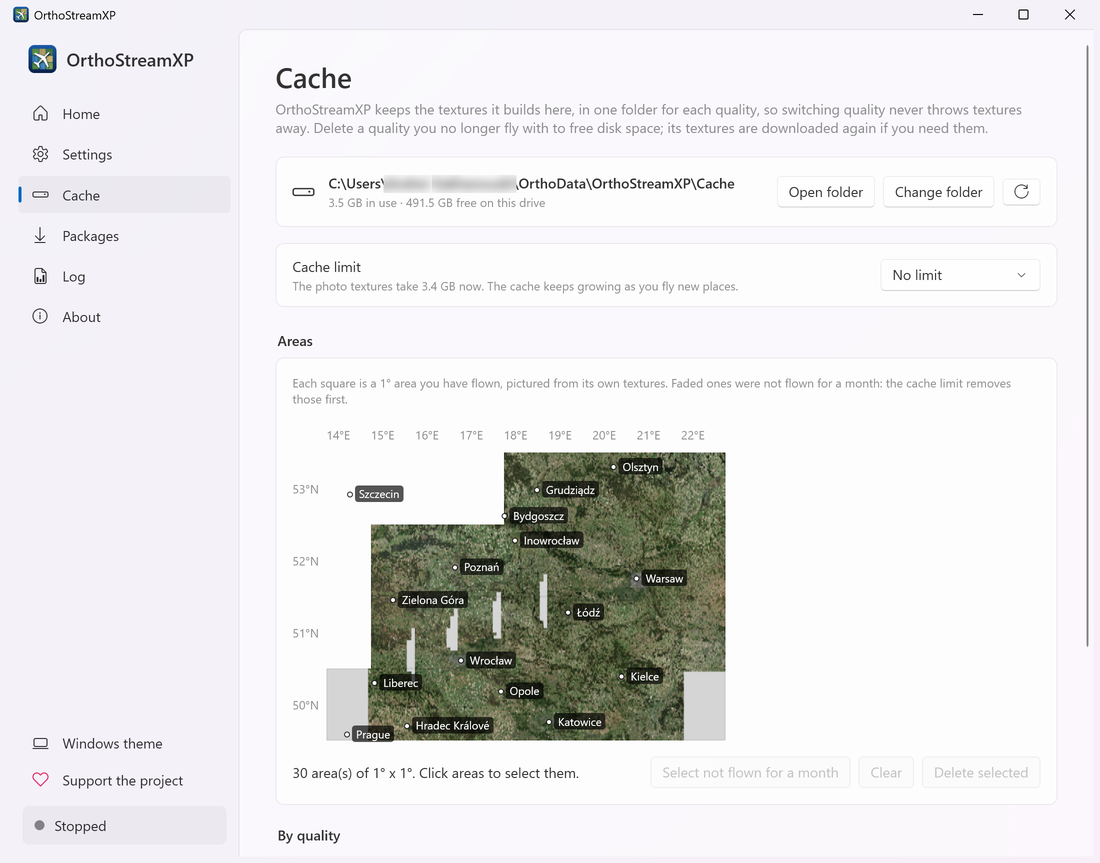 OrthoStreamXP
OrthoStreamXP
Home
Settings
Cache
Packages
Log
About
Windows theme
Support the project
Stopped
Cache
OrthoStreamXP keeps the textures it builds here, in one folder for each quality, so switching quality never throws textures
away. Delete a quality you no longer fly with to free disk space; its textures are downloaded again if you need them.
C:\Users\ \OrthoData\OrthoStreamXP\Cache
3.5 GB in use · 491.5 GB free on this drive
Open folder
Change folder
Cache limit
The photo textures take 3.4 GB now. The cache keeps growing as you fly new places.
No limit
Areas
Each square is a 1° area you have flown, pictured from its own textures. Faded ones were not flown for a month: the cache limit removes
those first.
14°E 15°E 16°E 17°E 18°E 19°E 20°E 21°E 22°E
Olsztyn
53°N
Szczecin
Grudziądz
Bydgoszcz
Inowrocław
52°N
Poznań
Warsaw
Zielona Góra
Łódź
51°N
Wrocław
Kielce
Liberec
Opole
50°N
Katowice
Hradec Králové
Prague
30 area(s) of 1° x 1°. Click areas to select them.
Select not flown for a month
Clear
Delete selected
By quality